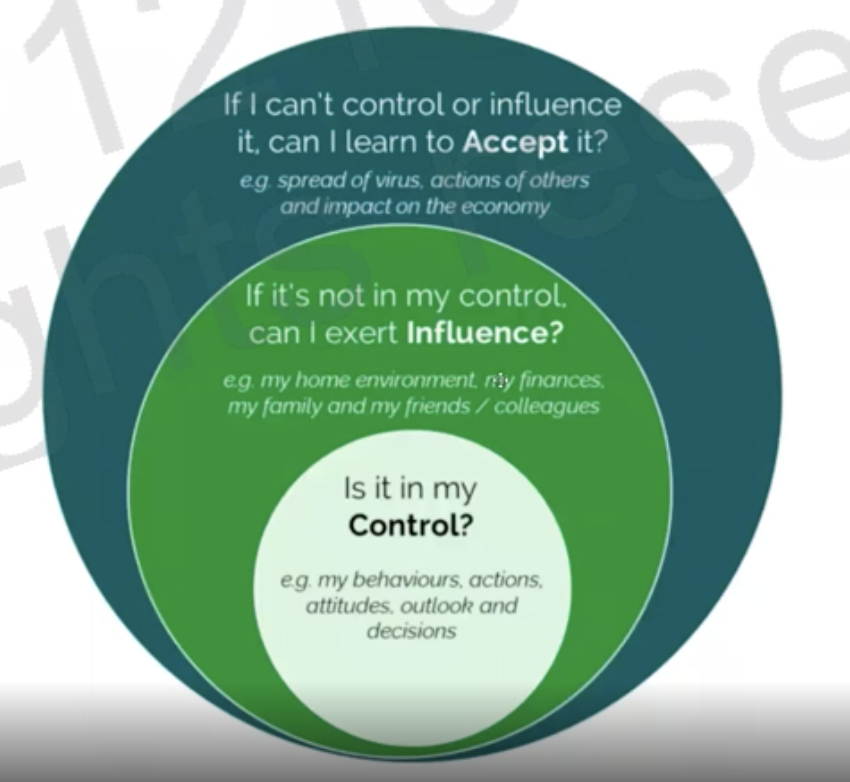 If I can't control or influence
it, can I learn to Accept it?
e.g. spread of virus, actions of others
and impact on the economy
If it's not in my control,
can I exert Influence?
e.g. my home environment, my finances,
my family and my friends / colleagues
Is it in my
Control?
e.g. my behaviours, actions,
attitudes, outlook and
decisions